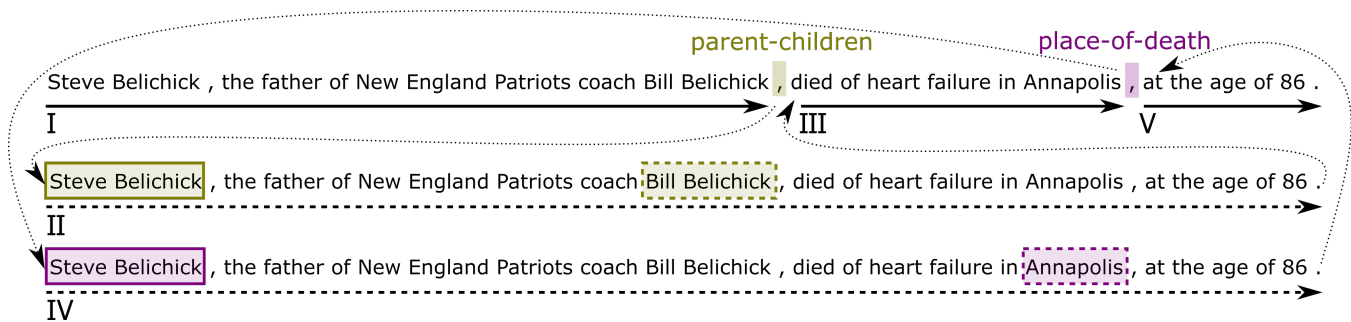 parent-children place-of-death
Steve Belichick , the father of New England Patriots coach Bill Belichick , died of heart failure in Annapolis , at the age of 86 .
I III V
Steve Belichick , the father of New England Patriots coach Bill Belichick , died of heart failure in Annapolis , at the age of 86 .
II
Steve Belichick , the father of New England Patriots coach Bill Belichick , died of heart failure in Annapolis , at the age of 86 .
IV